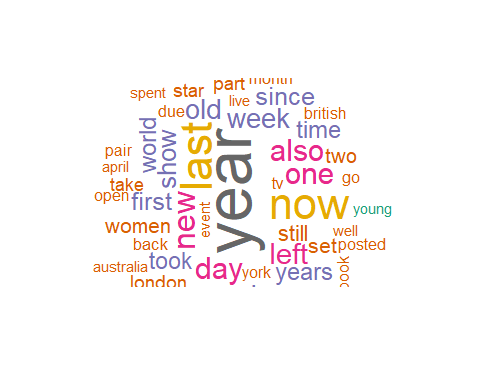 month
spent
star
part
since
live
due
old
week
british
time
world
show
last
year
also
two
pair
april
take
one
go
tv
open
first
new
event
now
young
women
still
well
back
set
posted
left
took
australia
day
york
years
london